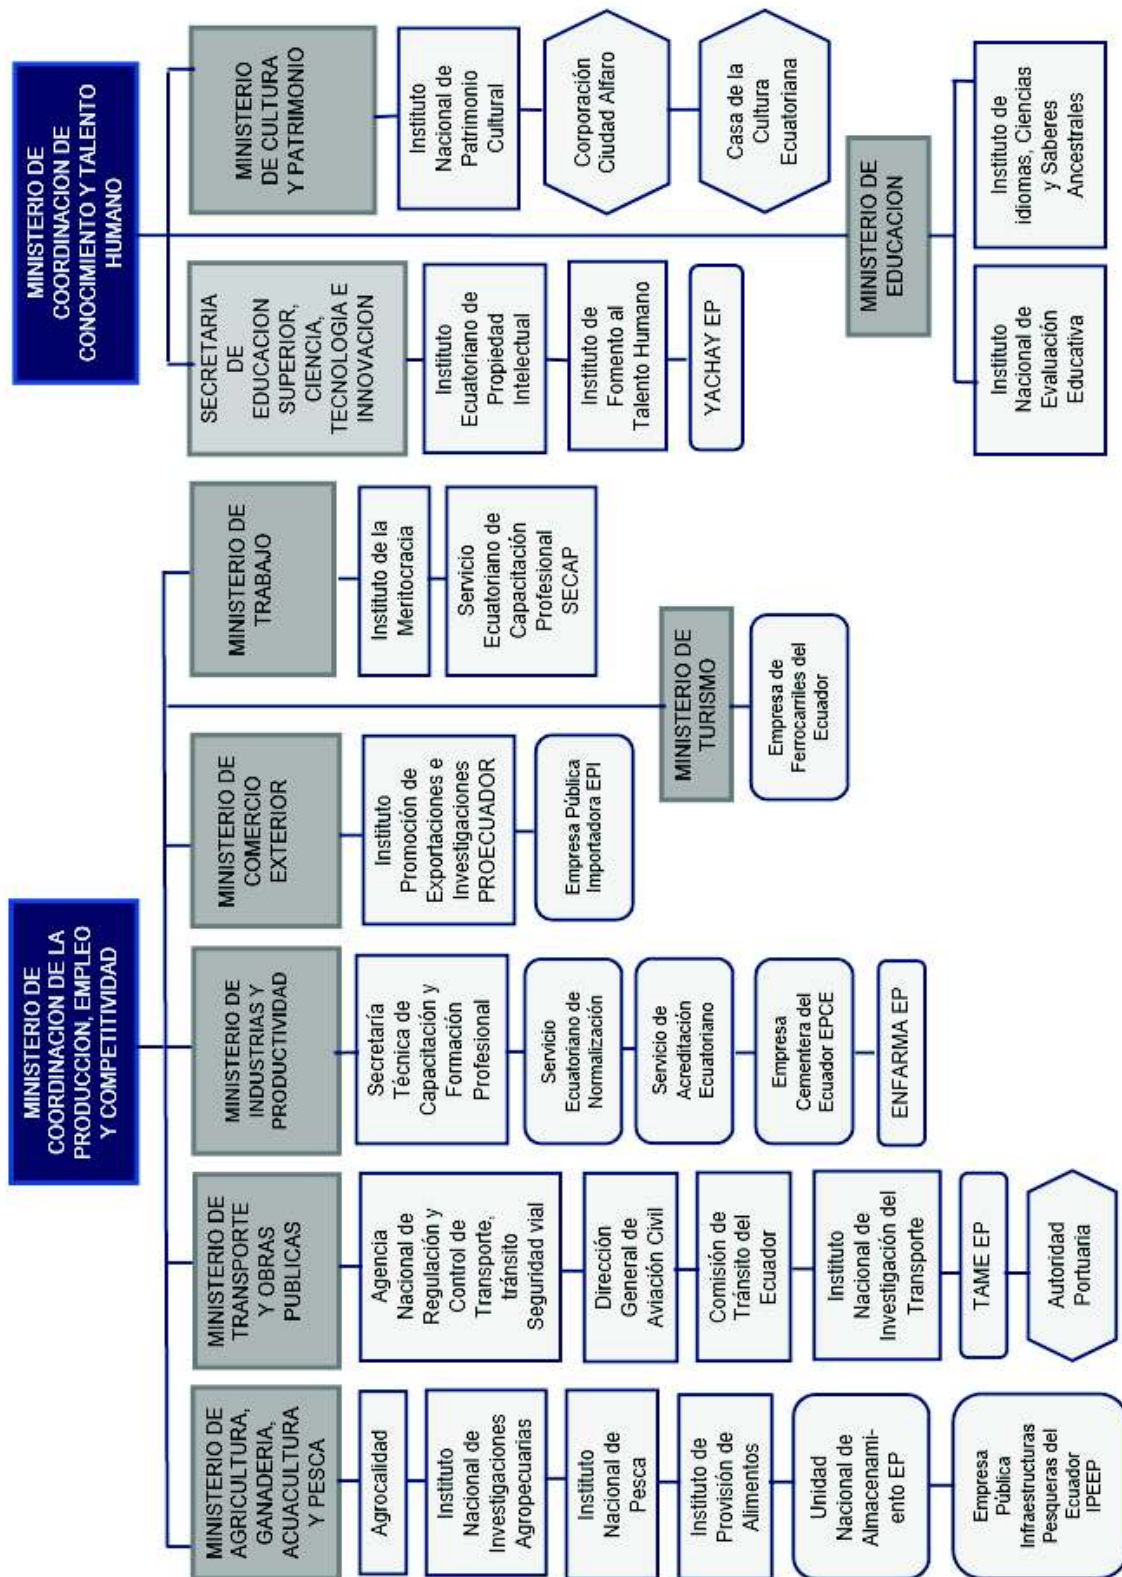 MINISTERIO DE
COORDINACION DE LA
PRODUCCION, EMPLEO
Y COMPETITIVIDAD
MINISTERIO DE
AGRICULTURA,
GANADERIA,
ACUACULTURA
Y PESCA
Agrocalidad
Instituto
Nacional de
Investigaciones
Agropecuarias
Instituto
Nacional de
Pesca
Instituto de
Provisión de
Alimentos
Unidad
Nacional de
Almacenami-
ento EP
Empresa
Pública
Infraestructuras
Pesqueras del
Ecuador
IPEEP
MINISTERIO DE
TRANSPORTE
Y OBRAS
PUBLICAS
Agencia
Nacional de
Regulación y
Control de
Transporte,
tránsito
Seguridad vial
Dirección
General de
Aviación Civil
Comisión de
Tránsito del
Ecuador
Instituto
Nacional de
Investigación del
Transporte
TAME EP
Autoridad
Portuaria
MINISTERIO DE
INDUSTRIAS Y
PRODUCTIVIDAD
Secretaría
Técnica de
Capacitación y
Formación
Profesional
Servicio
Ecuatoriano de
Normalización
Servicio de
Acreditación
Ecuatoriano
Empresa
Cementera del
Ecuador EPCE
ENFARMA EP
MINISTERIO DE
COMERCIO
EXTERIOR
Instituto
Promoción de
Exportaciones e
Investigaciones
PROECUADOR
Empresa Pública
Importadora EPI
MINISTERIO DE
TURISMO
Empresa de
Ferrocarriles del
Ecuador
MINISTERIO DE
TRABAJO
Instituto de la
Meritocracia
Servicio
Ecuatoriano de
Capacitación
Profesional
SECAP
MINISTERIO DE
COORDINACION DE
CONOCIMIENTO Y TALENTO
HUMANO
SECRETARIA
DE
EDUCACION
SUPERIOR,
CIENCIA,
TECNOLOGIA E
INNOVACION
Instituto
Ecuatoriano de
Propiedad
Intelectual
Instituto de
Fomento al
Talento Humano
YACHAY EP
MINISTERIO DE
EDUCACION
Instituto
Nacional de
Evaluación
Educativa
Instituto de
idiomas, Ciencias
y Saberes
Ancestrales
MINISTERIO
DE CULTURA
Y PATRIMONIO
Instituto
Nacional de
Patrimonio
Cultural
Corporación
Ciudad Alfaro
Casa de la
Cultura
Ecuatoriana